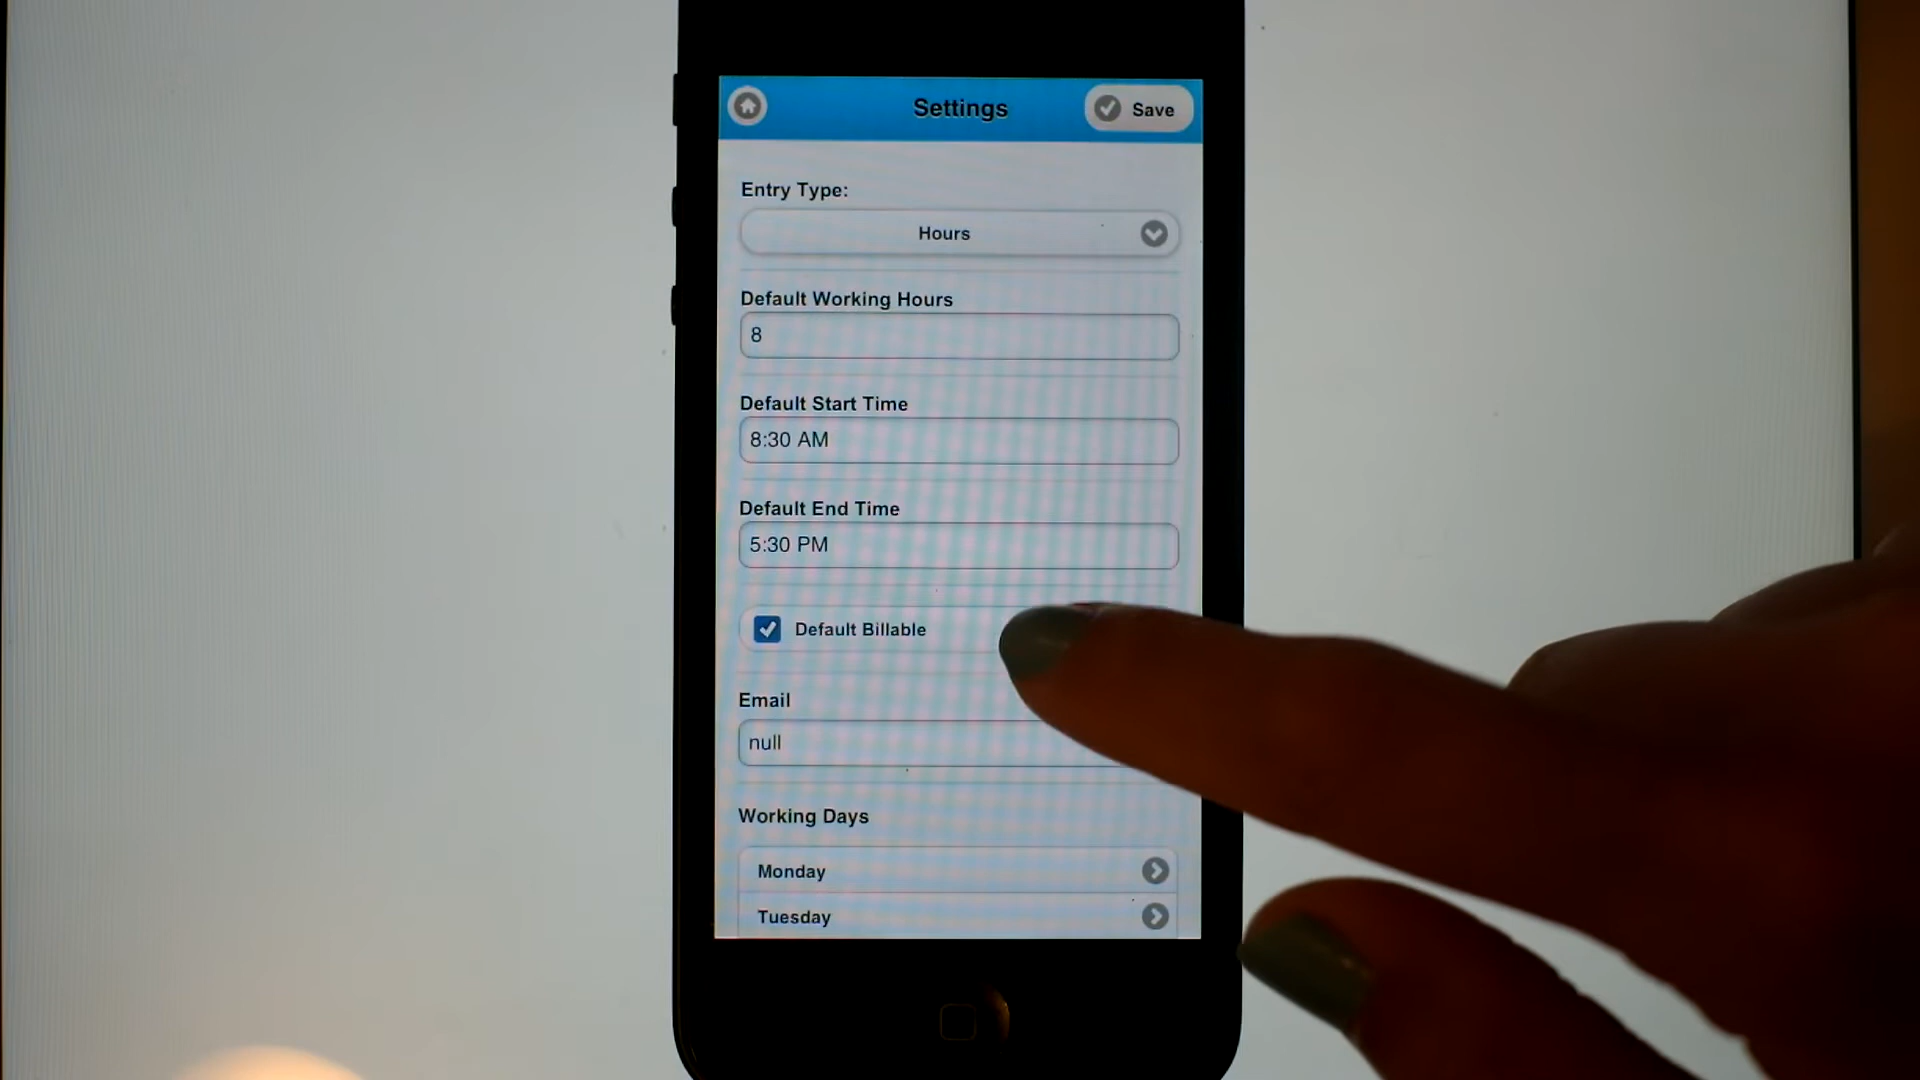 Settings
Save
Entry Type:
Hours
Default Working Hours
8
Default Start Time
8:30 AM
Default End Time
5:30 PM
Default Billable
Email
null
Working Days
Monday
Tuesday